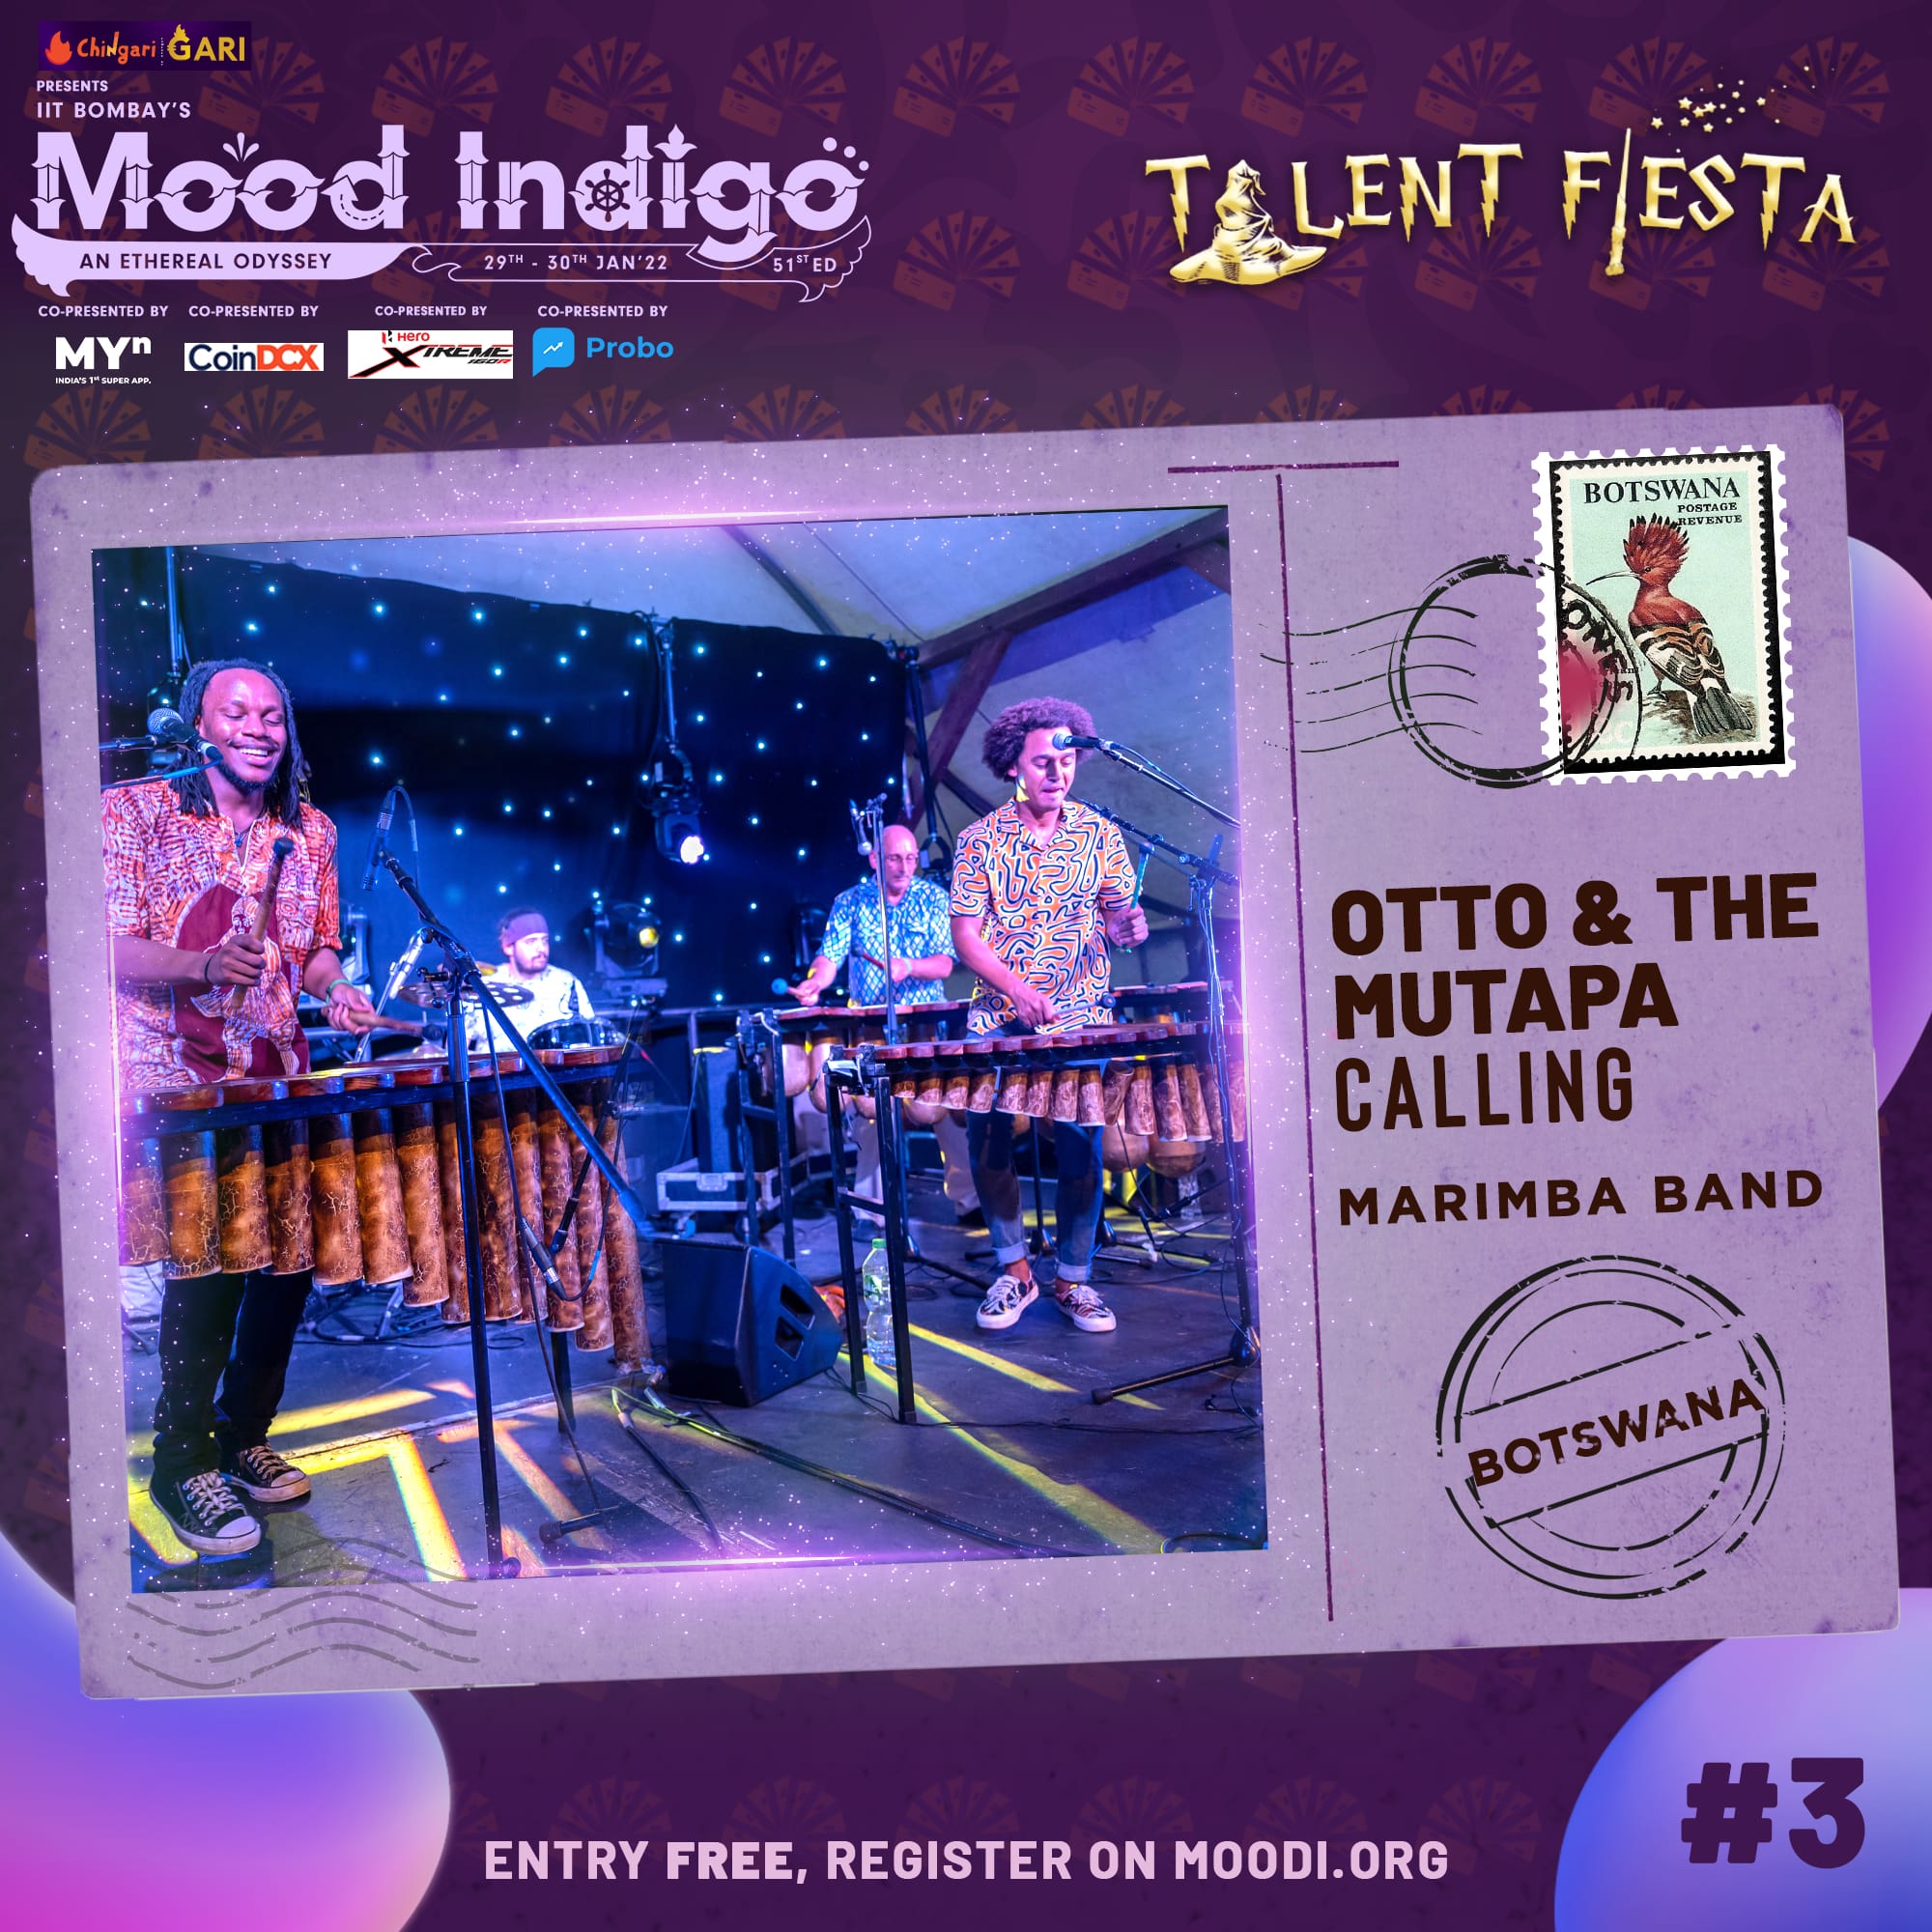 Chingari GARI
PRESENTS
IIT BOMBAY'S
Mood Indigo
AN ETHEREAL ODYSSEY
29TH - 30TH JAN'22
51ST ED
CO-PRESENTED BY CO-PRESENTED BY CO-PRESENTED BY CO-PRESENTED BY
MYn
INDIA'S 1st SUPER APP.
CoinDCX
Hero
XTREME
160R
Probo
TALENT FIESTA
BOTSWANA
POSTAGE
REVENUE
OTTO & THE
MUTAPA
CALLING
MARIMBA BAND
BOTSWANA
#3
ENTRY FREE, REGISTER ON MOODI.ORG